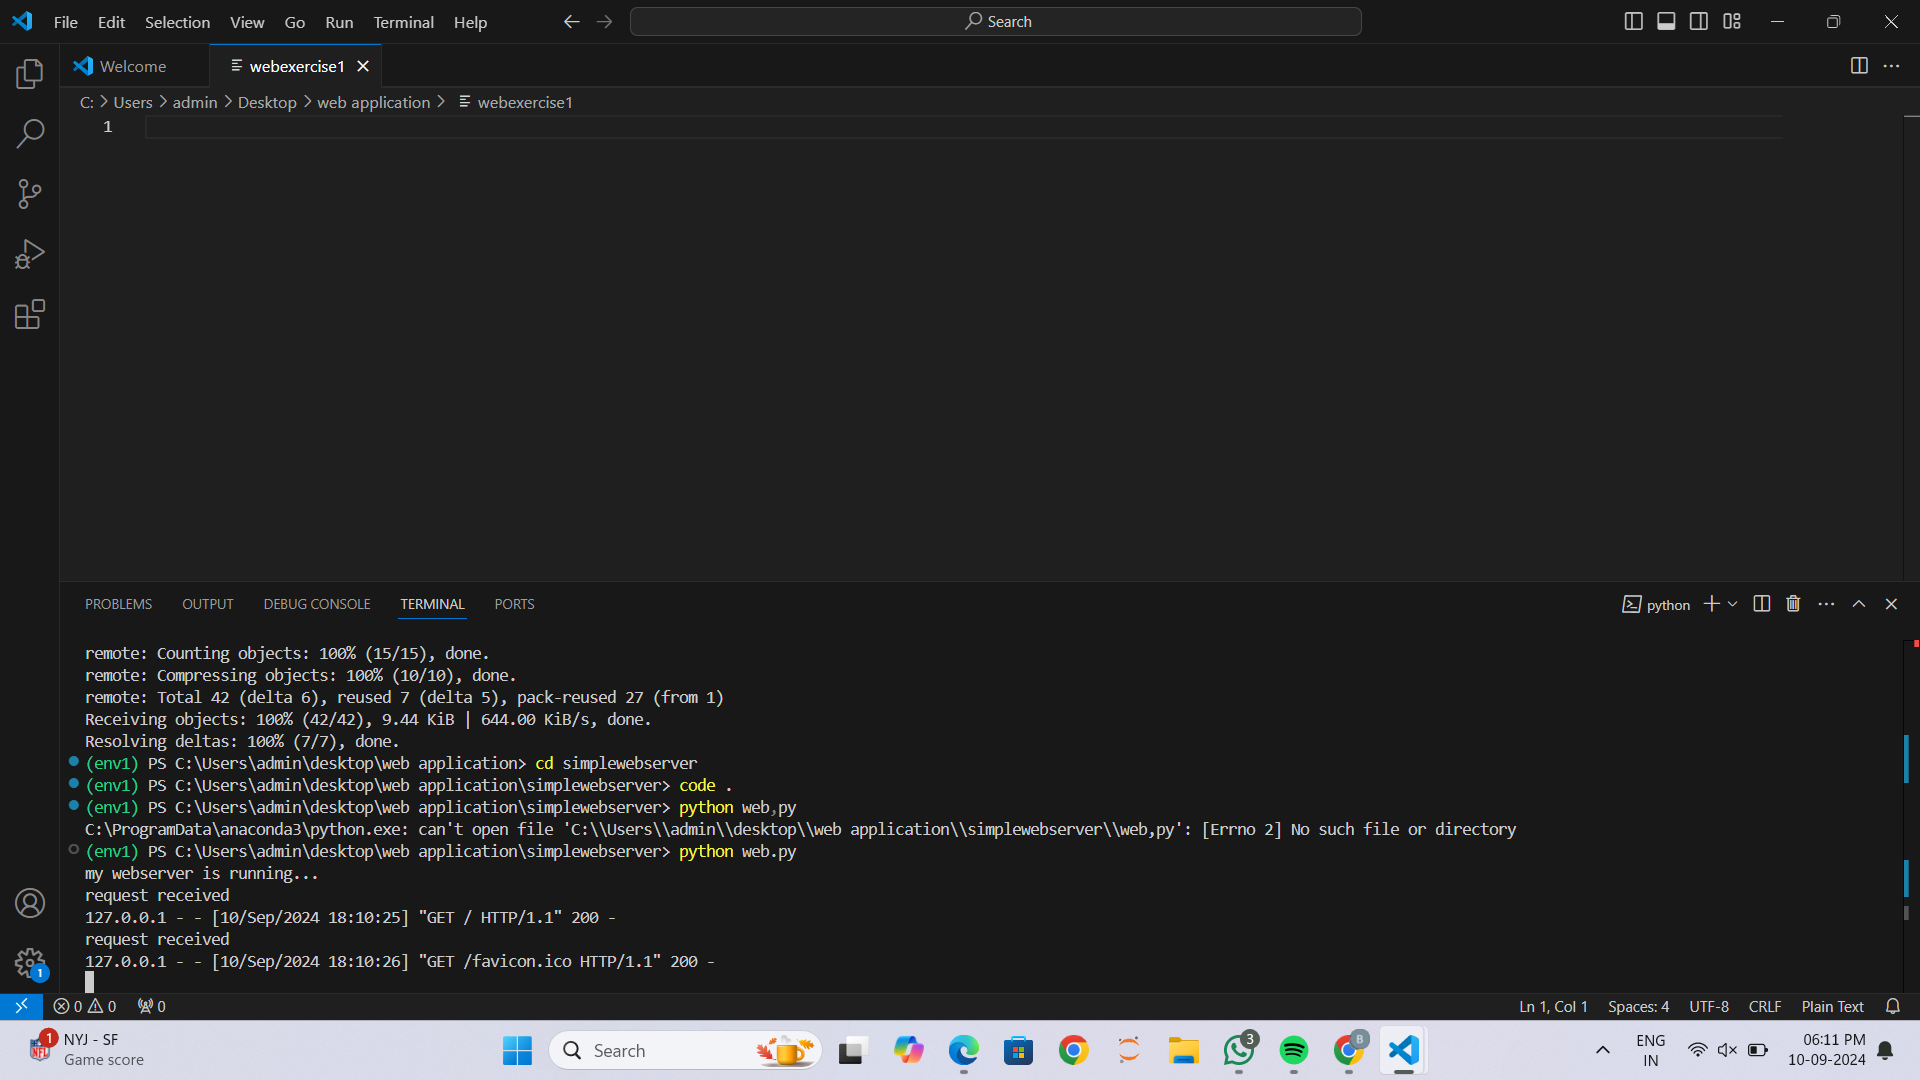 File Edit Selection View Go Run Terminal Help Search
Welcome webexercise1
C: Users admin Desktop web application webexercise1
1
PROBLEMS OUTPUT DEBUG CONSOLE TERMINAL PORTS python
remote: Counting objects: 100% (15/15), done.
remote: Compressing objects: 100% (10/10), done.
remote: Total 42 (delta 6), reused 7 (delta 5), pack-reused 27 (from 1)
Receiving objects: 100% (42/42), 9.44 KiB | 644.00 KiB/s, done.
Resolving deltas: 100% (7/7), done.
(env1) PS C:\Users\admin\desktop\web application> cd simplewebserver
(env1) PS C:\Users\admin\desktop\web application\simplewebserver> code .
(env1) PS C:\Users\admin\desktop\web application\simplewebserver> python web,py
C:\ProgramData\anaconda3\python.exe: can't open file 'C:\\Users\\admin\\desktop\\web application\\simplewebserver\\web,py': [Errno 2] No such file or directory
(env1) PS C:\Users\admin\desktop\web application\simplewebserver> python web.py
my webserver is running...
request received
127.0.0.1 - - [10/Sep/2024 18:10:25] "GET / HTTP/1.1" 200 -
request received
127.0.0.1 - - [10/Sep/2024 18:10:26] "GET /favicon.ico HTTP/1.1" 200 -
1
0 0 0 Ln 1, Col 1 Spaces: 4 UTF-8 CRLF Plain Text
1 NFL NYJ - SF
Game score
Search
3
B
ENG
IN
06:11 PM
10-09-2024